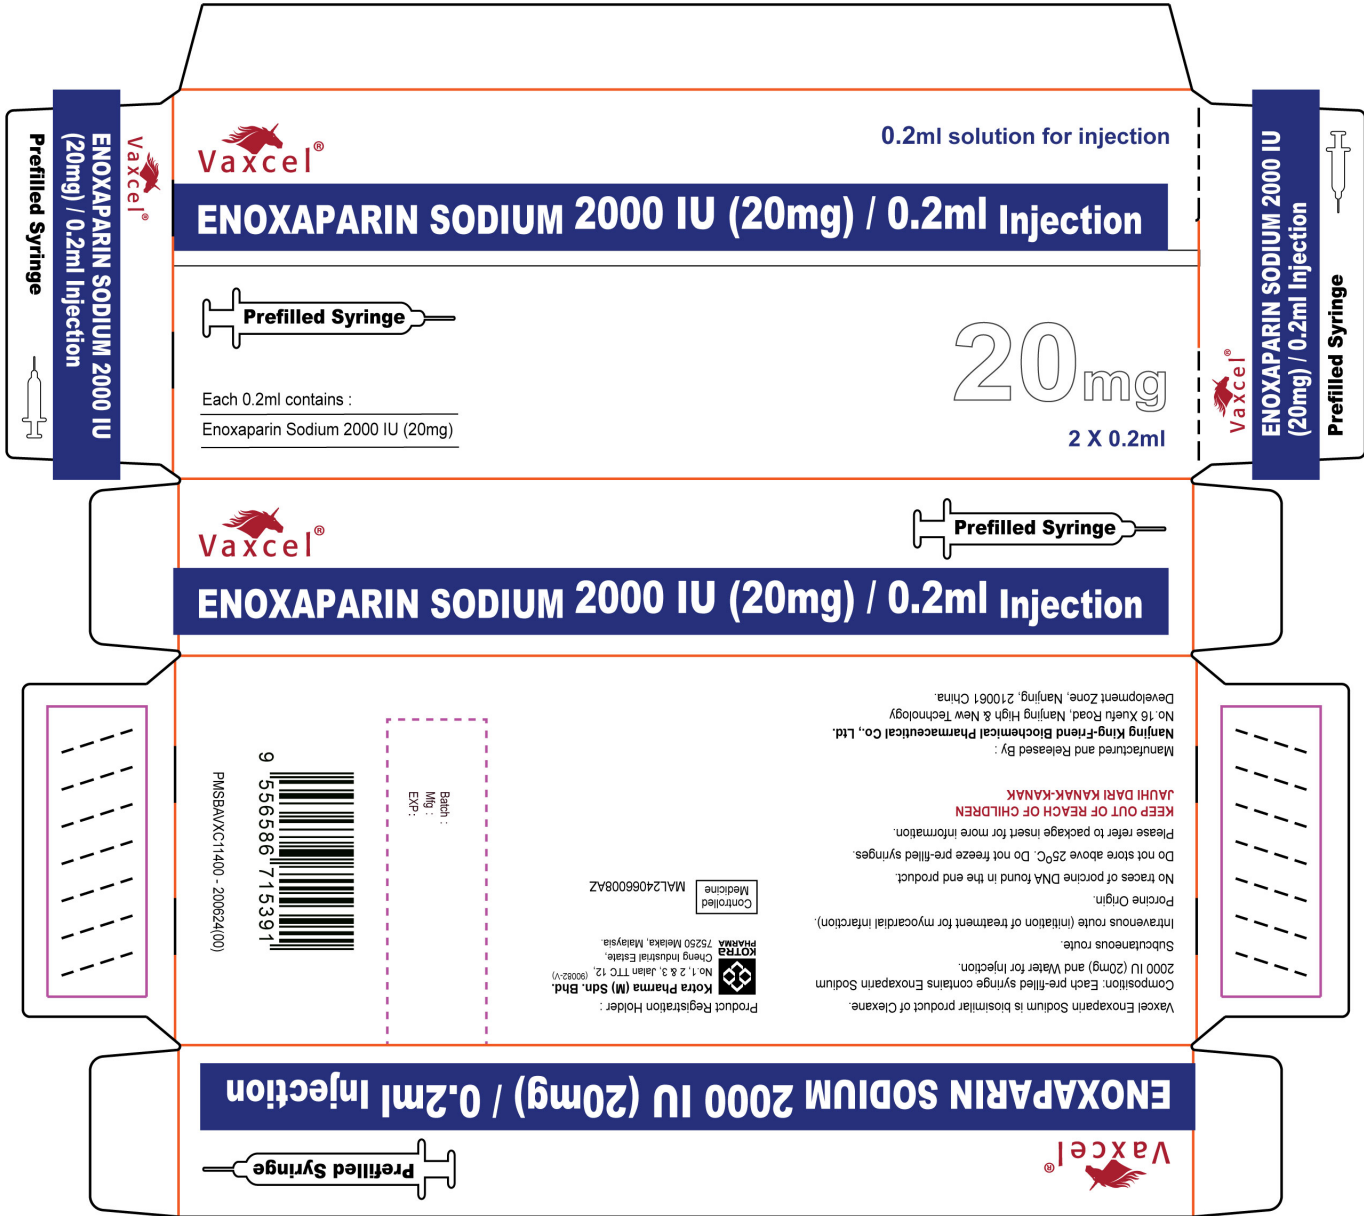 Vaxcel®
ENOXAPARIN SODIUM 2000 IU
(20mg) / 0.2ml Injection
Prefilled Syringe
Vaxcel®
0.2ml solution for injection
ENOXAPARIN SODIUM 2000 IU (20mg) / 0.2ml Injection
Prefilled Syringe
20mg
Each 0.2ml contains :
Enoxaparin Sodium 2000 IU (20mg)
2 X 0.2ml
Vaxcel®
ENOXAPARIN SODIUM 2000 IU
(20mg) / 0.2ml Injection
Prefilled Syringe
Vaxcel®
Prefilled Syringe
ENOXAPARIN SODIUM 2000 IU (20mg) / 0.2ml Injection
Vaxcel Enoxaparin Sodium is biosimilar product of Clexane.
Composition: Each pre-filled syringe contains Enoxaparin Sodium
2000 IU (20mg) and Water for Injection.
Subcutaneous route.
Intravenous route (initiation of treatment for myocardial infarction).
Porcine Origin.
No traces of porcine DNA found in the end product.
Do not store above 25ºC. Do not freeze pre-filled syringes.
Please refer to package insert for more information.
KEEP OUT OF REACH OF CHILDREN
JAUHI DARI KANAK-KANAK
Manufactured and Released By :
Nanjing King-Friend Biochemical Pharmaceutical Co., Ltd.
No.16 Xuefu Road, Nanjing High & New Technology
Development Zone, Nanjing, 210061 China.
Product Registration Holder :
Kotra Pharma (M) Sdn. Bhd.
No.1, 2 & 3, Jalan TTC 12, (90082-V)
Cheng Industrial Estate,
75250 Melaka, Malaysia.
KOTRA
PHARMA
Controlled
Medicine
MAL24066008AZ
Batch :
Mfg :
EXP :
9 556586 715391
PMSBAVXC11400 - 200624(00)
Vaxcel®
Prefilled Syringe
ENOXAPARIN SODIUM 2000 IU (20mg) / 0.2ml Injection